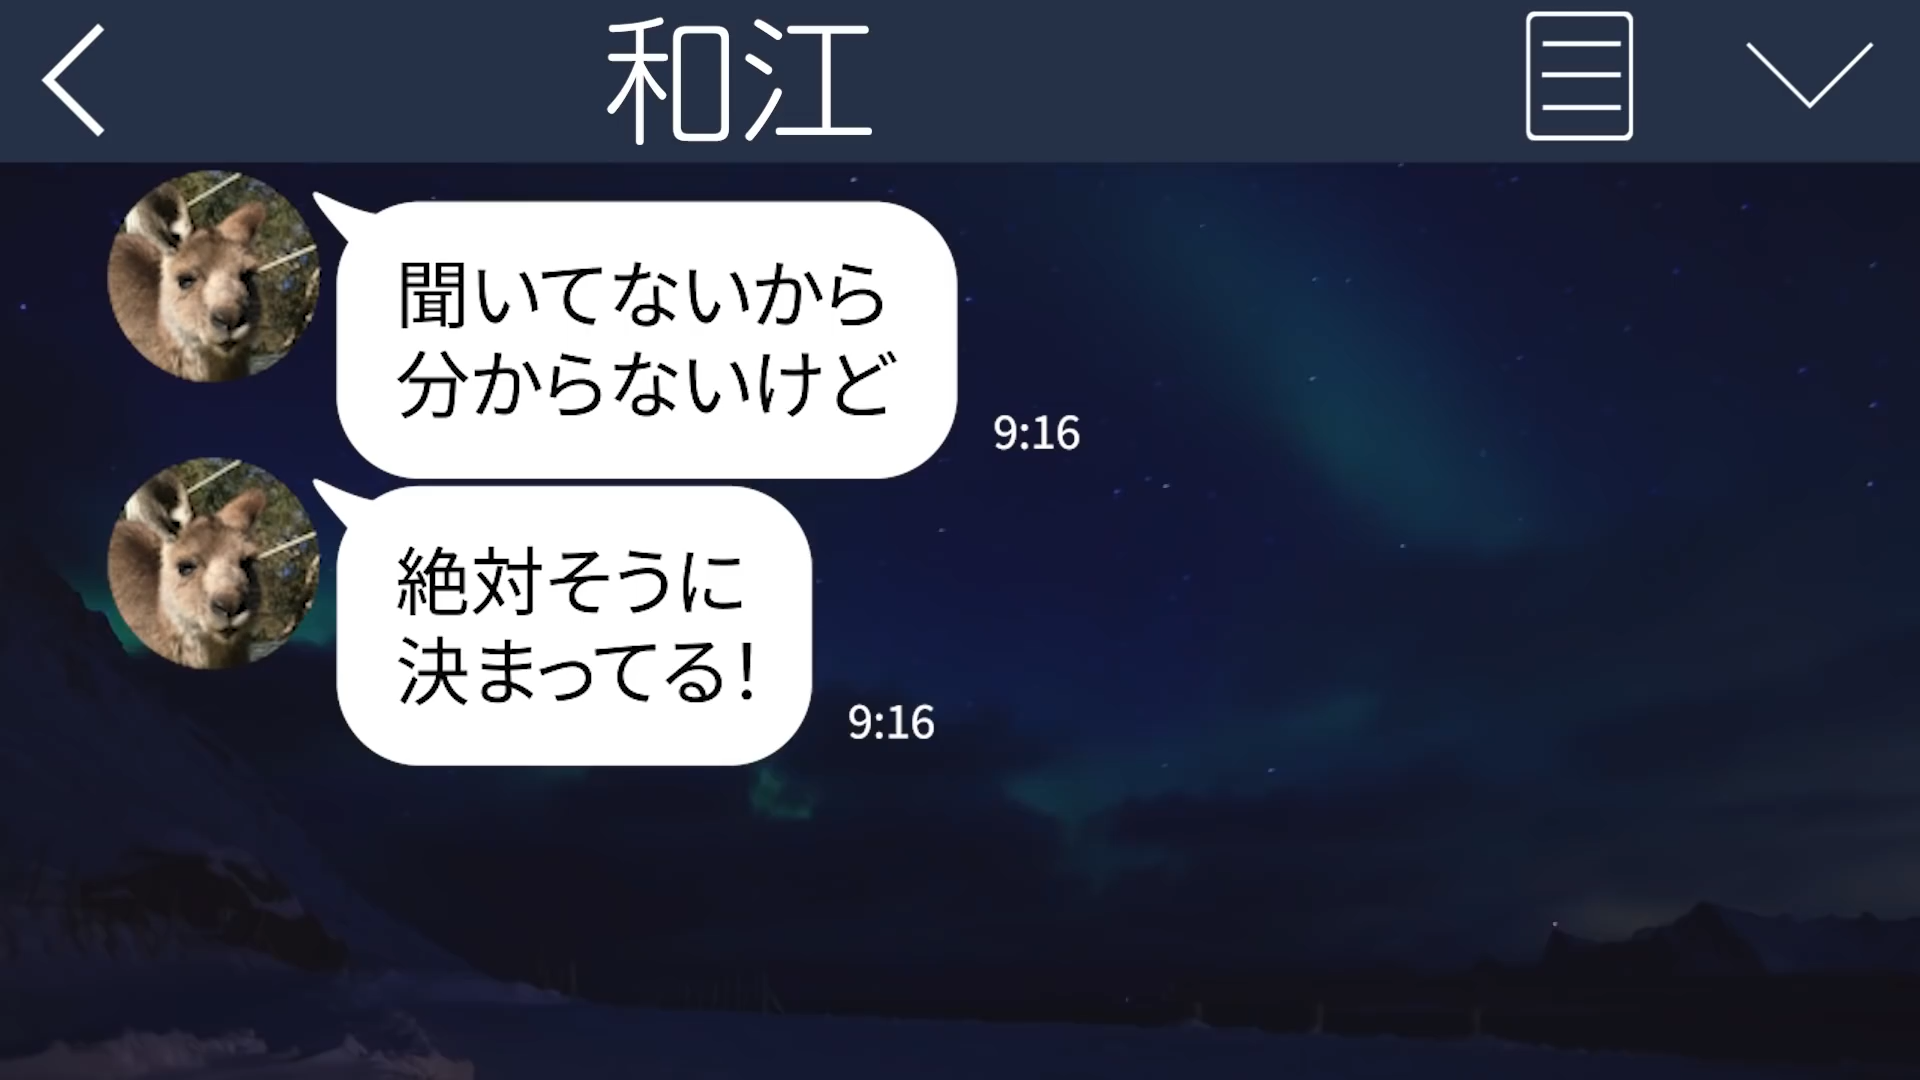 和江
聞いてないから
分からないけど
9:16
絶対そうに
決まってる！
9:16